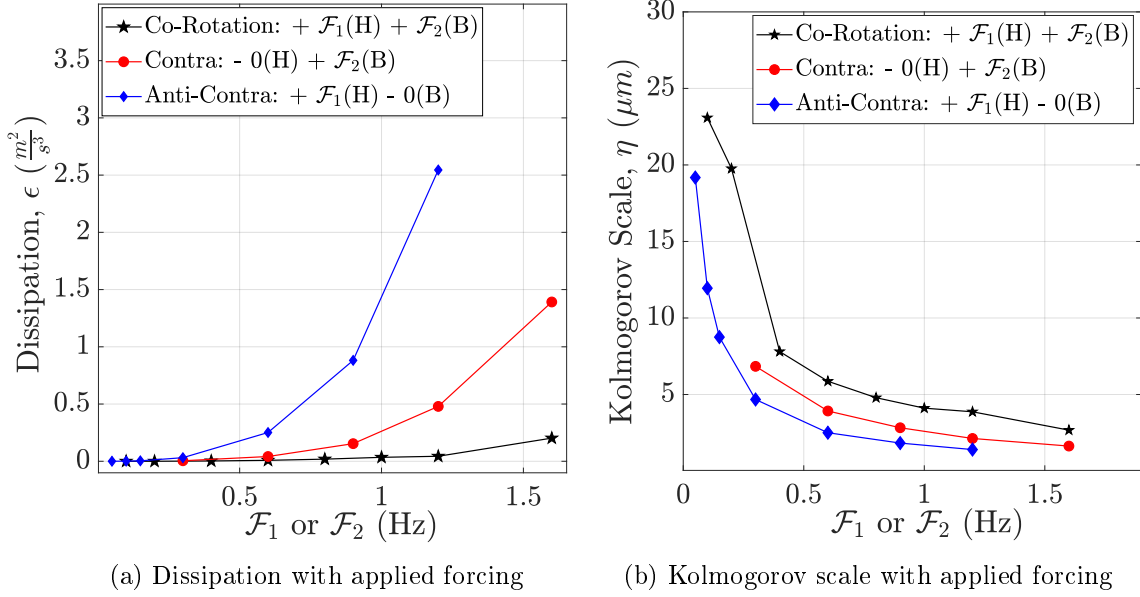 Co-Rotation: + F₁(H) + F₂(B)
Contra: - 0(H) + F₂(B)
Anti-Contra: + F₁(H) - 0(B)
Dissipation, ϵ (m²/s³)
3.5
3
2.5
2
1.5
1
0.5
0
0.5
1
1.5
F₁ or F₂ (Hz)
(a) Dissipation with applied forcing
Co-Rotation: + F₁(H) + F₂(B)
Contra: - 0(H) + F₂(B)
Anti-Contra: + F₁(H) - 0(B)
Kolmogorov Scale, η (μm)
30
25
20
15
10
5
0
0.5
1
1.5
F₁ or F₂ (Hz)
(b) Kolmogorov scale with applied forcing